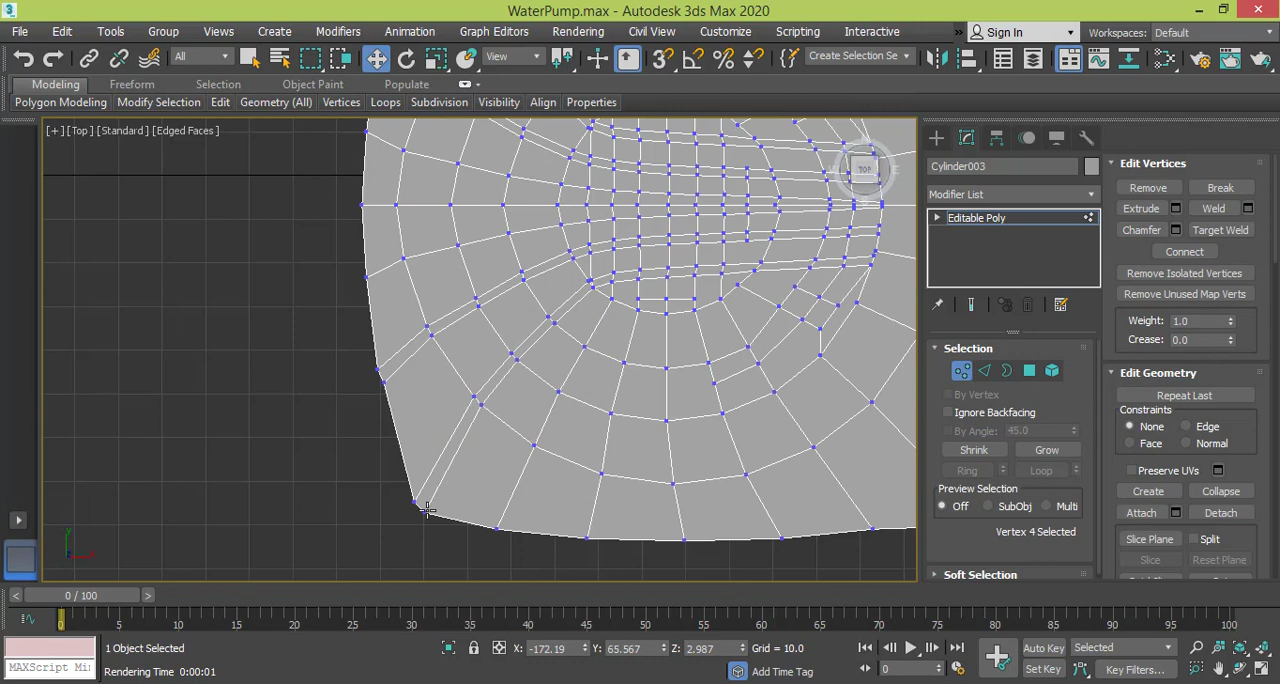 WaterPump.max - Autodesk 3ds Max 2020
File Edit Tools Group Views Create Modifiers Animation Graph Editors Rendering Civil View Customize Scripting Interactive Sign In Workspaces: Default
All View Create Selection Se
Modeling Freeform Selection Object Paint Populate
Polygon Modeling Modify Selection Edit Geometry (All) Vertices Loops Subdivision Visibility Align Properties
[+] [Top] [Standard] [Edged Faces]
TOP
Cylinder003
Modifier List
Editable Poly
Selection
By Vertex
Ignore Backfacing
By Angle: 45.0
Shrink Grow
Ring Loop
Preview Selection
Off SubObj Multi
Vertex 4 Selected
Soft Selection
Edit Vertices
Remove Break
Extrude Weld
Chamfer Target Weld
Connect
Remove Isolated Vertices
Remove Unused Map Verts
Weight: 1.0
Crease: 0.0
Edit Geometry
Repeat Last
Constraints
None Edge
Face Normal
Preserve UVs
Create Collapse
Attach Detach
Slice Plane Split
Slice Reset Plane
0 / 100
0 5 10 15 20 25 30 35 40 45 50 55 60 65 70 75 80 85 90 95 100
1 Object Selected X: -172.19 Y: 65.567 Z: 2.987 Grid = 10.0 Auto Key Selected
MAXScript Mi Rendering Time 0:00:01 Add Time Tag 0 Set Key Key Filters...